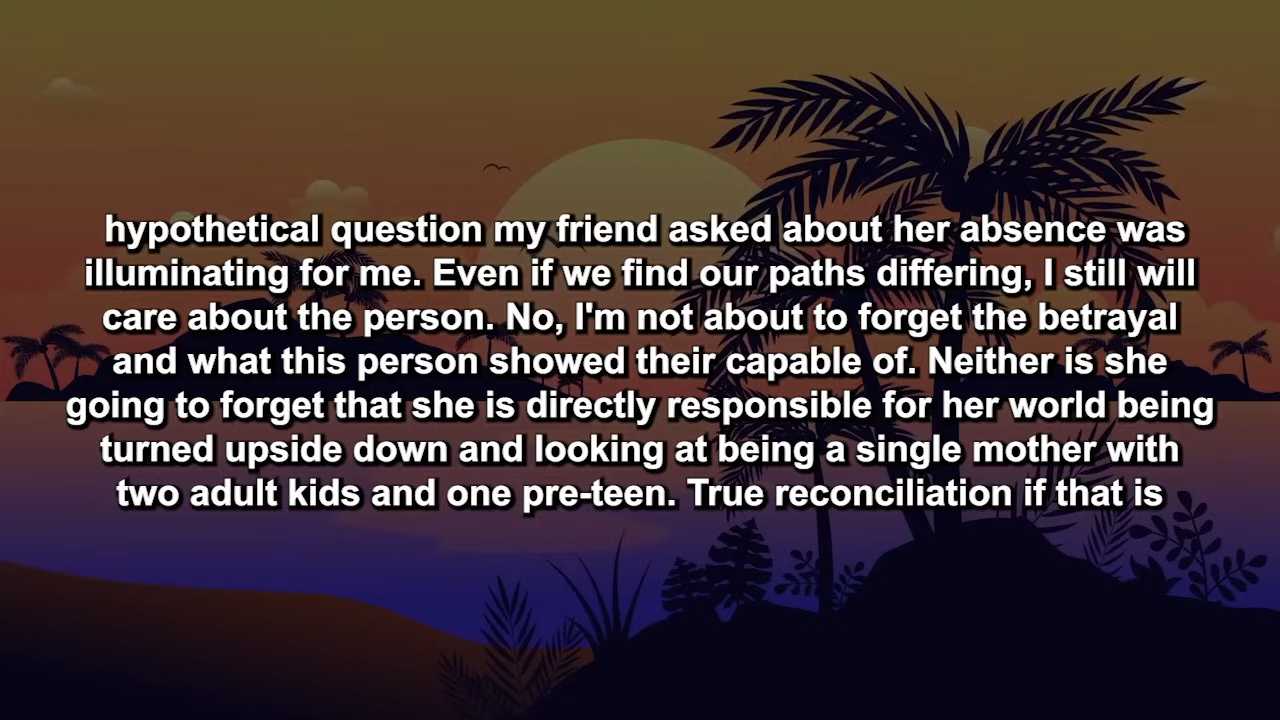 hypothetical question my friend asked about her absence was
illuminating for me. Even if we find our paths differing, I still will
care about the person. No, I'm not about to forget the betrayal
and what this person showed their capable of. Neither is she
going to forget that she is directly responsible for her world being
turned upside down and looking at being a single mother with
two adult kids and one pre-teen. True reconciliation if that is